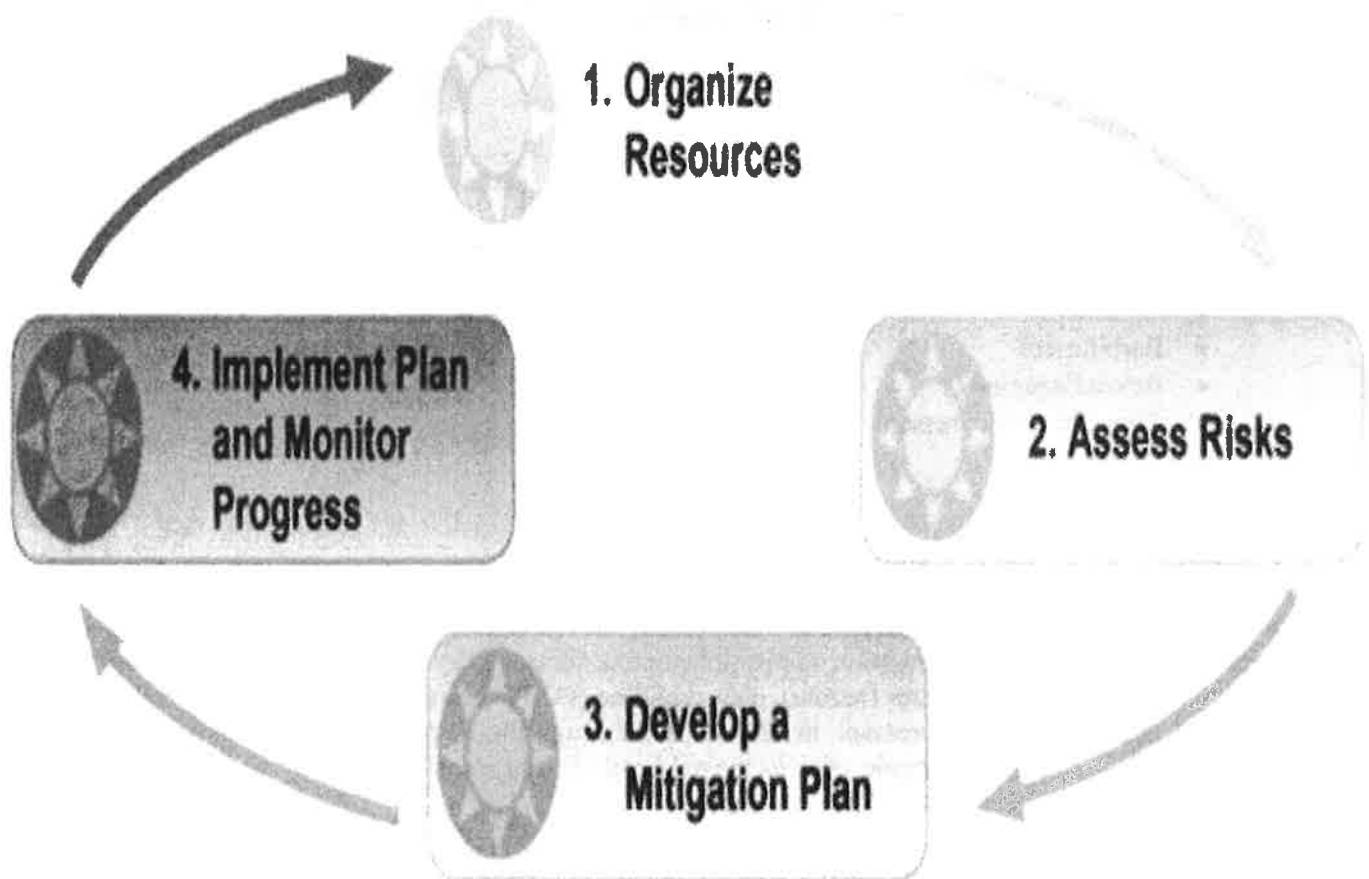 1. Organize
Resources
2. Assess Risks
3. Develop a
Mitigation Plan
4. Implement Plan
and Monitor
Progress